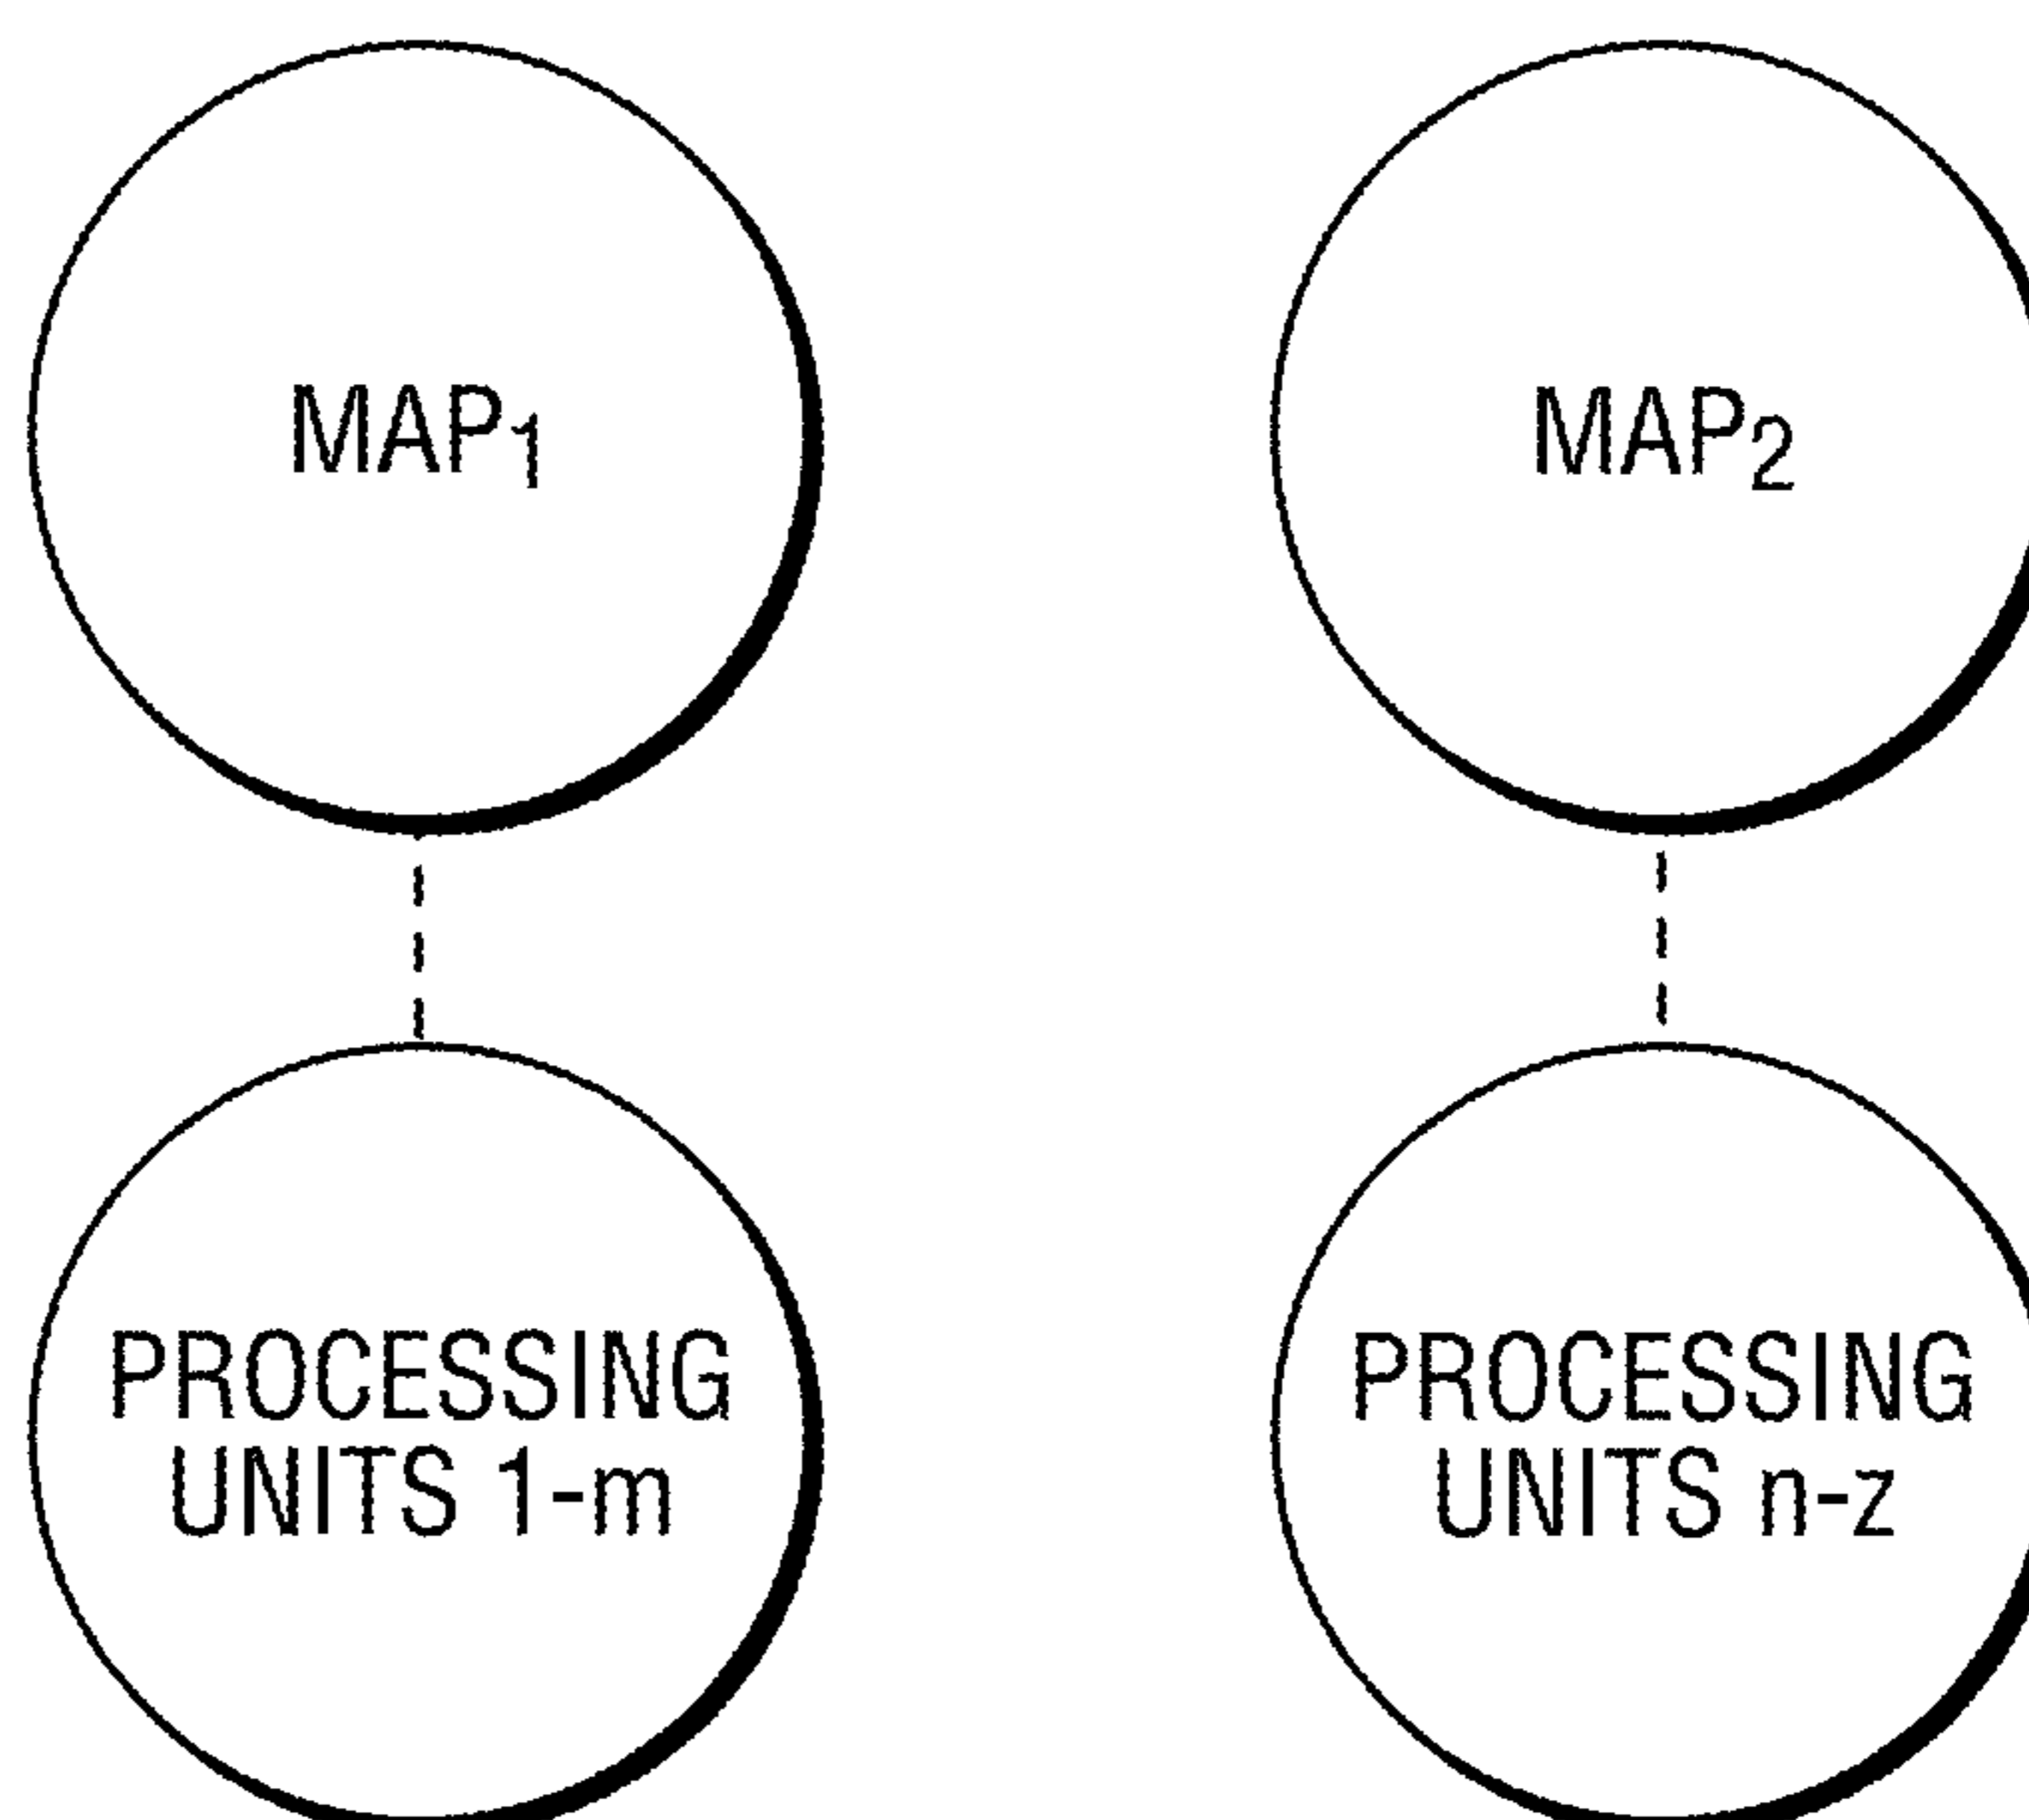 MAP₁
MAP₂
PROCESSING
UNITS 1-m
PROCESSING
UNITS n-z